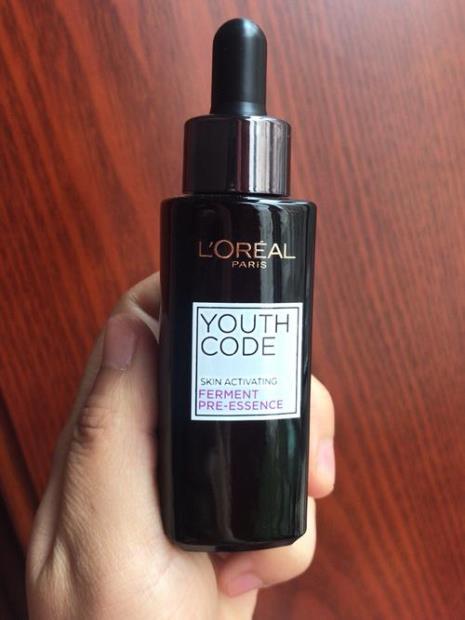 L'ORÉAL
PARIS
YOUTH
CODE
SKIN ACTIVATING
FERMENT
PRE-ESSENCE